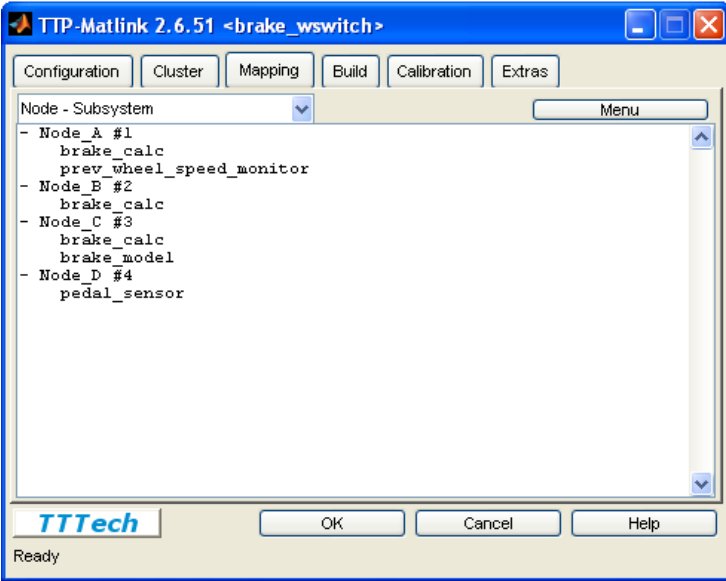 TTP-Matlink 2.6.51 <brake_wswitch>
Configuration Cluster Mapping Build Calibration Extras
Node - Subsystem Menu
- Node_A #1
brake_calc
prev_wheel_speed_monitor
- Node_B #2
brake_calc
- Node_C #3
brake_calc
brake_model
- Node_D #4
pedal_sensor
TTTech OK Cancel Help
Ready